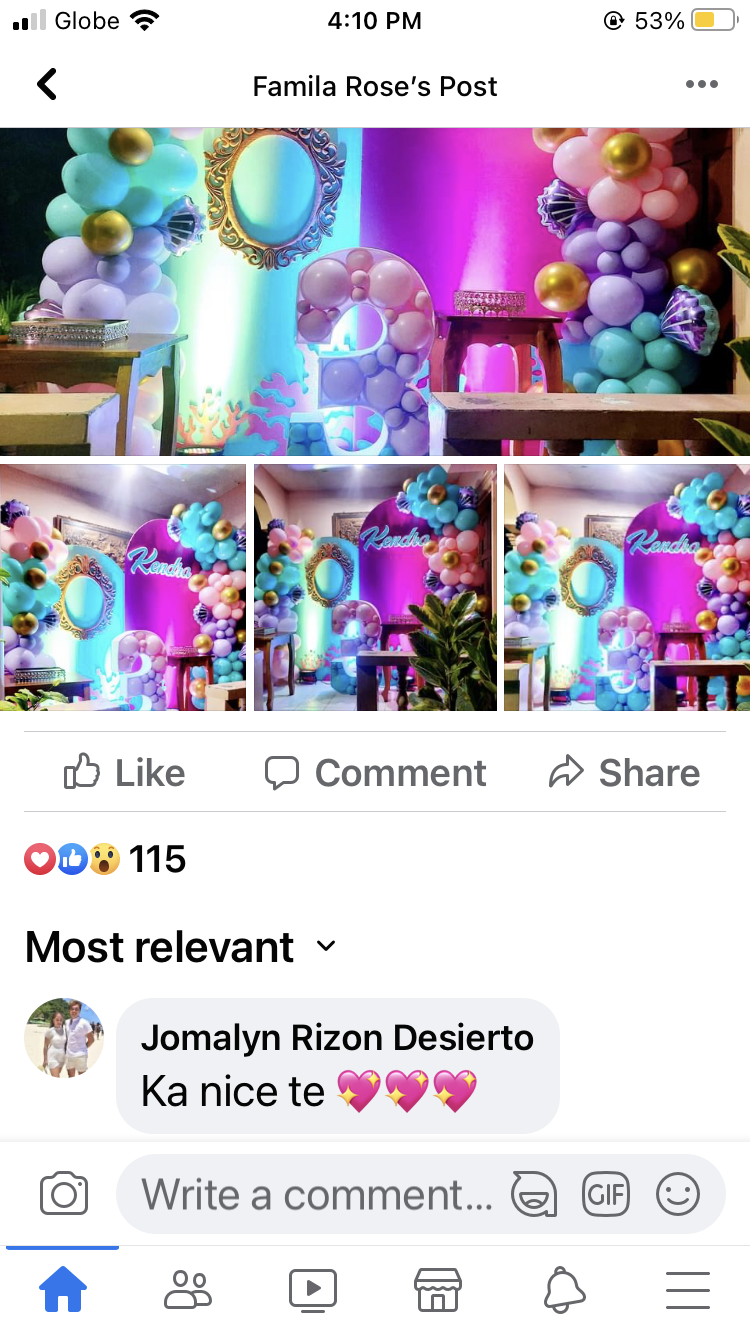 Globe 4:10 PM 53%
Famila Rose's Post
3
Kendra Kendra Kendra
Like Comment Share
115
Most relevant
Jomalyn Rizon Desierto
Ka nice te 💖💖💖
Write a comment... GIF